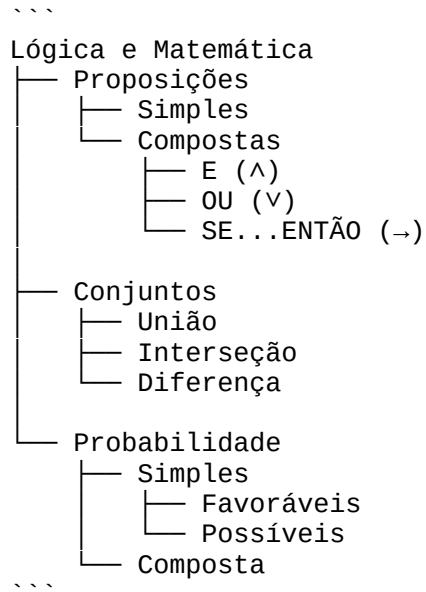 ```
Lógica e Matemática
├── Proposições
│   ├── Simples
│   └── Compostas
│       ├── E (∧)
│       ├── OU (∨)
│       └── SE...ENTÃO (→)
│
├── Conjuntos
│   ├── União
│   ├── Interseção
│   └── Diferença
│
└── Probabilidade
    ├── Simples
    │   ├── Favoráveis
    │   └── Possíveis
    └── Composta
```